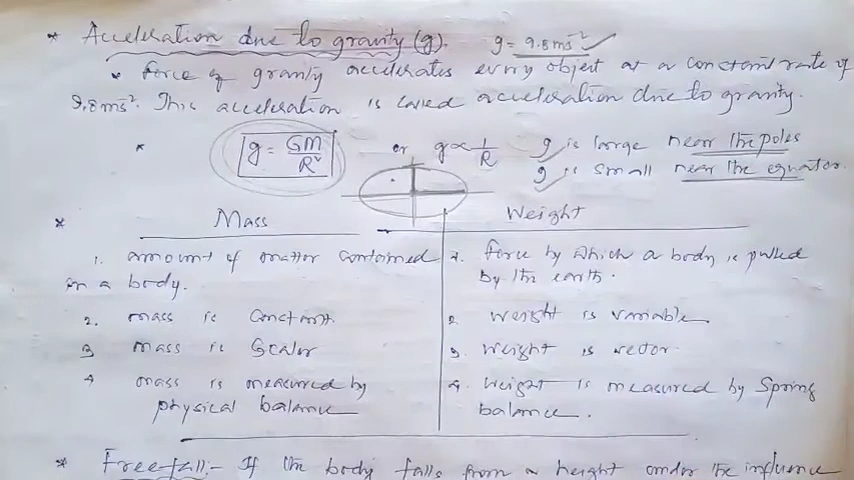 * Acceleration due to gravity (g). g = 9.8ms⁻²
* Force of gravity accelerates every object at a constant rate of
9.8ms⁻². This acceleration is called acceleration due to gravity.
* g = GM/R² or g ∝ 1/R g is large near the poles
g is small near the equator.
* Mass Weight
1. amount of matter contained
in a body.
1. Force by which a body is pulled
by the earth.
2. mass is constant.
2. Weight is variable.
3 mass is Scalar
3. Weight is vector.
4 mass is measured by
physical balance
4. Weight is measured by Spring
balance.
* Free-fall:- If the body falls from a height under the influence